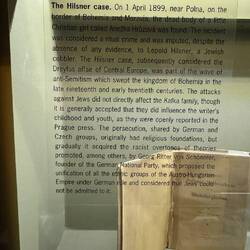 The Hilsner case. On 1 April 1899, near Polna, on the
border of Bohemia and Moravia, the dead body of a little
Christian girl called Anezka Hruzova was found. The incident
was considered a ritual crime and was imputed, despite the
absence of any evidence, to Lepold Hilsner, a Jewish
cobbler. The Hilsner case, subsequently considered the
Dreyfus affair of Central Europe, was part of the wave of
anti-Semitism which swept the kingdom of Bohemia in the
late nineteenth and early twentieth centuries. The attacks
against Jews did not directly affect the Kafka family, though
it is generally accepted that they did influence the writer's
childhood and youth, as they were openly reported in the
Prague press. The persecution, shared by German and
Czech groups, originally had religious foundations, but
gradually it acquired the racist overtones of theories
promoted, among others, by Georg Ritter von Schönerer,
founder of the German National Party, which proposed the
unification of all the ethnic groups of the Austro-Hungarian
Empire under German rule and considered that Jews could
not be admitted to it.